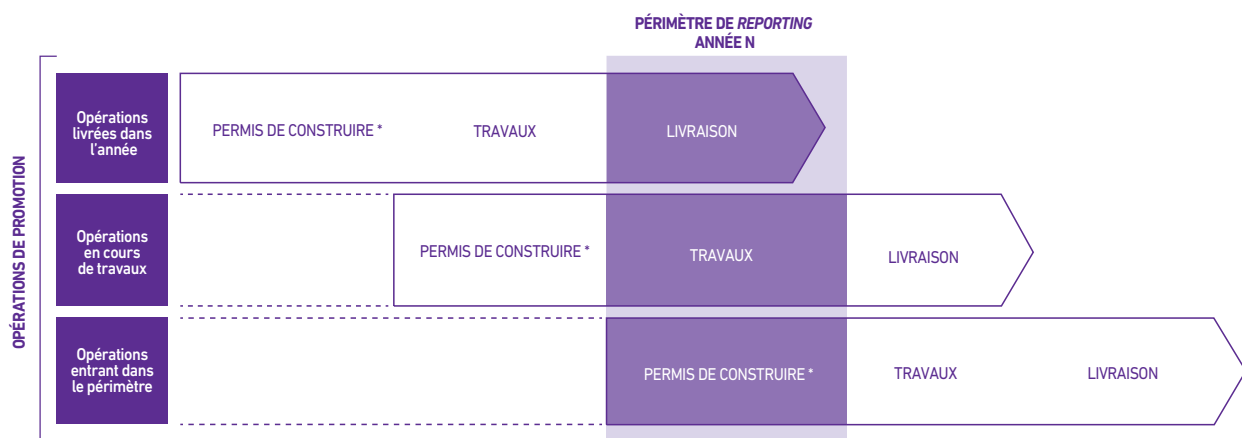 PÉRIMÈTRE DE REPORTING
ANNÉE N
OPÉRATIONS DE PROMOTION
Opérations
livrées dans
l'année
PERMIS DE CONSTRUIRE *
TRAVAUX
LIVRAISON
Opérations
en cours
de travaux
PERMIS DE CONSTRUIRE *
TRAVAUX
LIVRAISON
Opérations
entrant dans
le périmètre
PERMIS DE CONSTRUIRE *
TRAVAUX
LIVRAISON